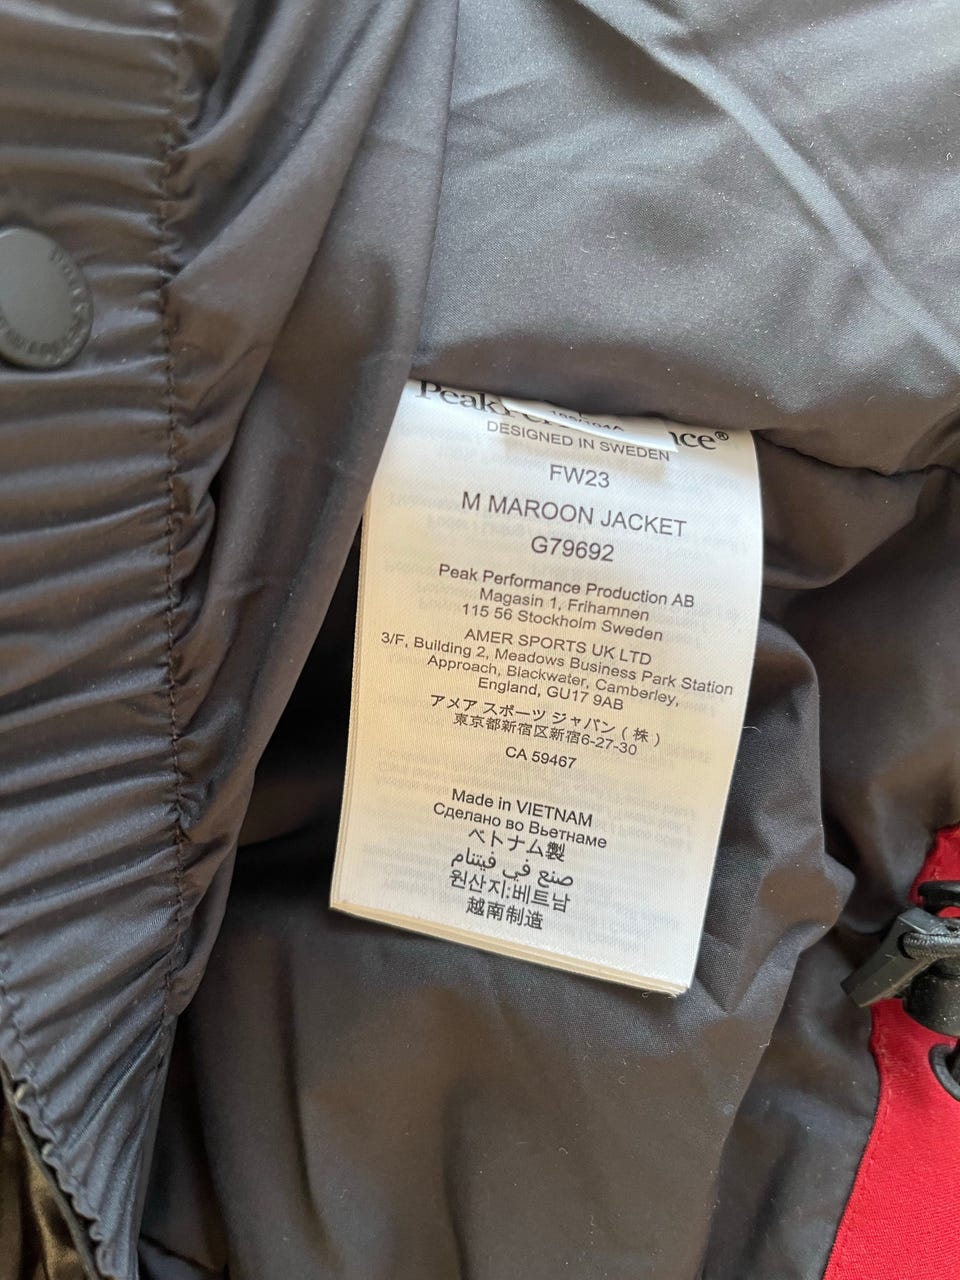 Peak
ice®
DESIGNED IN SWEDEN
FW23
M MAROON JACKET
G79692
Peak Performance Production AB
Magasin 1, Frihamnen
115 56 Stockholm Sweden
AMER SPORTS UK LTD
3/F, Building 2, Meadows Business Park Station
Approach, Blackwater, Camberley,
England, GU17 9AB
アメア スポーツ ジャパン ( 株 )
東京都新宿区新宿6-27-30
CA 59467
Made in VIETNAM
Сделано во Вьетнаме
ベトナム製
صنع في فيتنام
원산지:베트남
越南制造